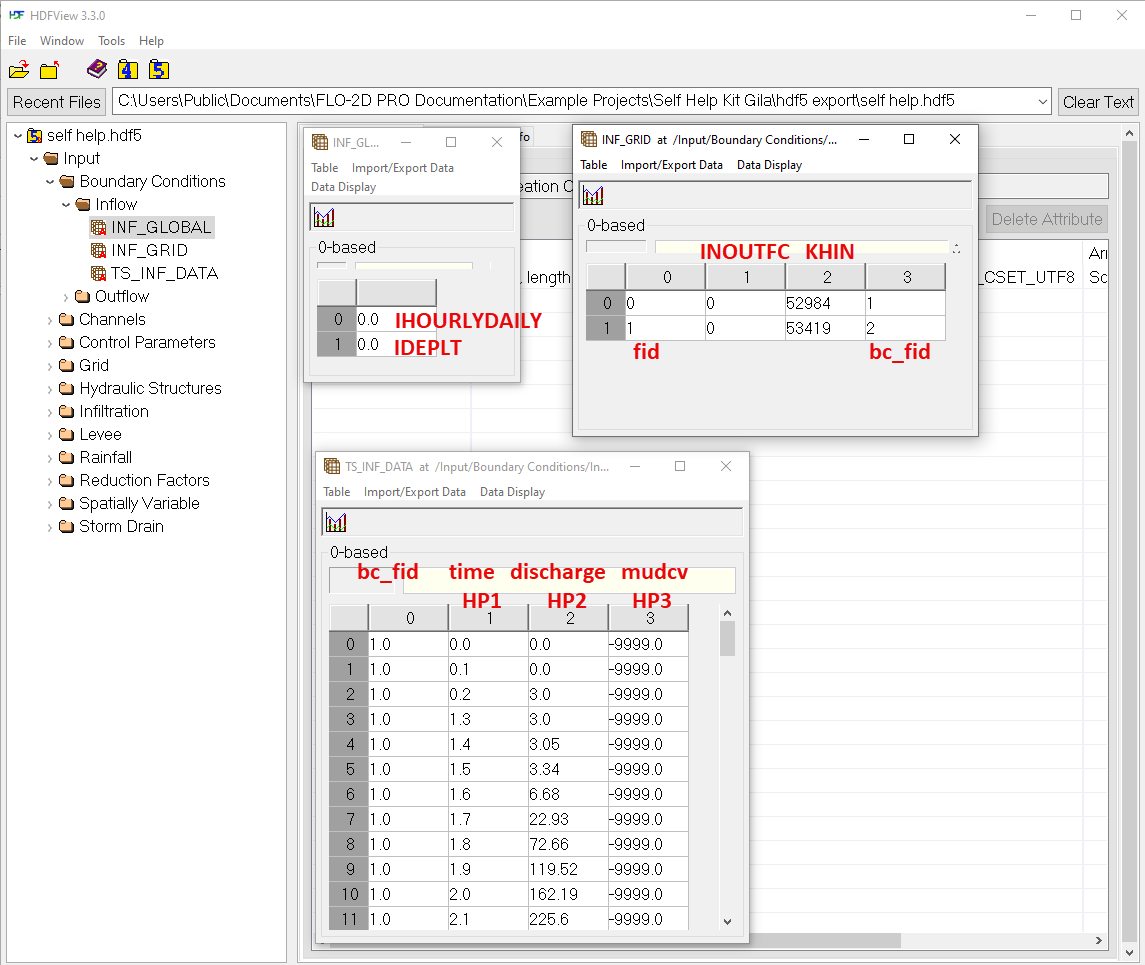 HDF HDFView 3.3.0
File Window Tools Help
4 5
Recent Files C:\Users\Public\Documents\FLO-2D PRO Documentation\Example Projects\Self Help Kit Gila\hdf5 export\self help.hdf5 Clear Text
5 self help.hdf5
Input
Boundary Conditions
Inflow
INF_GLOBAL
INF_GRID
TS_INF_DATA
Outflow
Channels
Control Parameters
Grid
Hydraulic Structures
Infiltration
Levee
Rainfall
Reduction Factors
Spatially Variable
Storm Drain
INF_GL...
Table Import/Export Data
Data Display
0-based
0 0.0 IHOURLYDAILY
1 0.0 IDEPLT
fo
eation C
Delete Attribute
length
_CSET_UTF8
Arr
Sc
INF_GRID at /Input/Boundary Conditions/...
Table Import/Export Data Data Display
0-based
INOUTFC KHIN
0 1 2 3
0 0 0 52984 1
1 1 0 53419 2
fid bc_fid
TS_INF_DATA at /Input/Boundary Conditions/In...
Table Import/Export Data Data Display
0-based
bc_fid time discharge mudcv
HP1 HP2 HP3
0 1 2 3
0 1.0 0.0 0.0 -9999.0
1 1.0 0.1 0.0 -9999.0
2 1.0 0.2 3.0 -9999.0
3 1.0 1.3 3.0 -9999.0
4 1.0 1.4 3.05 -9999.0
5 1.0 1.5 3.34 -9999.0
6 1.0 1.6 6.68 -9999.0
7 1.0 1.7 22.93 -9999.0
8 1.0 1.8 72.66 -9999.0
9 1.0 1.9 119.52 -9999.0
10 1.0 2.0 162.19 -9999.0
11 1.0 2.1 225.6 -9999.0